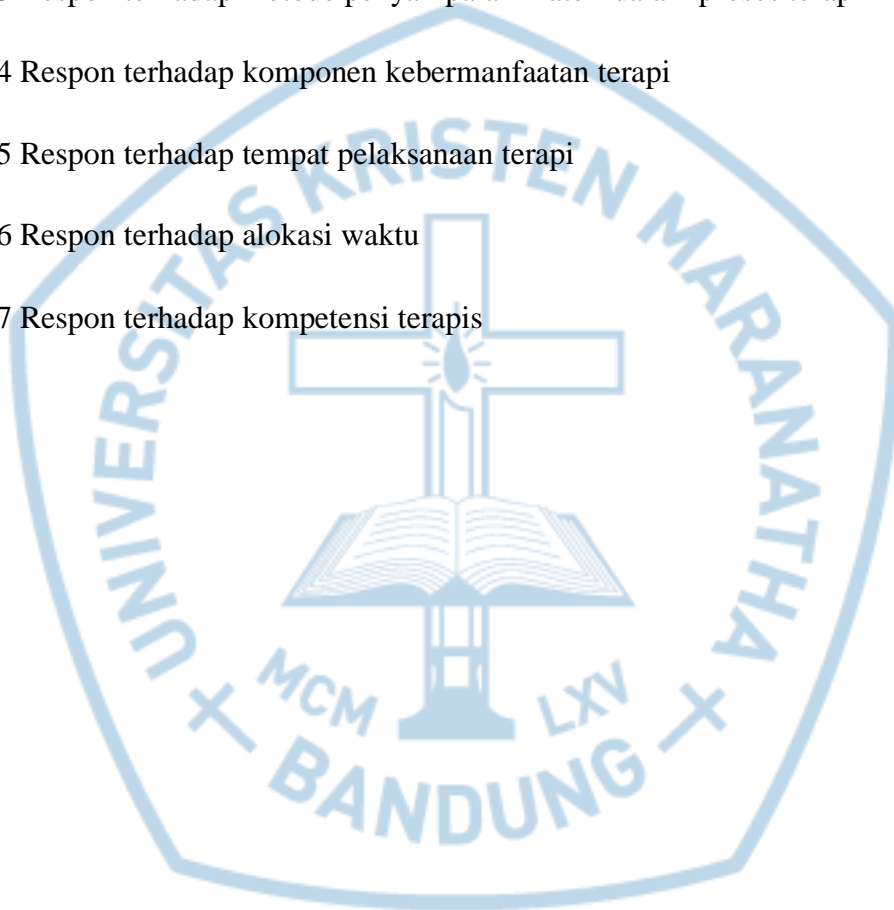 4 Respon terhadap komponen kebermanfaatan terapi
5 Respon terhadap tempat pelaksanaan terapi
6 Respon terhadap alokasi waktu
7 Respon terhadap kompetensi terapis
UNIVERSITAS KRISTEN MARANATHA
MCM LXV
BANDUNG